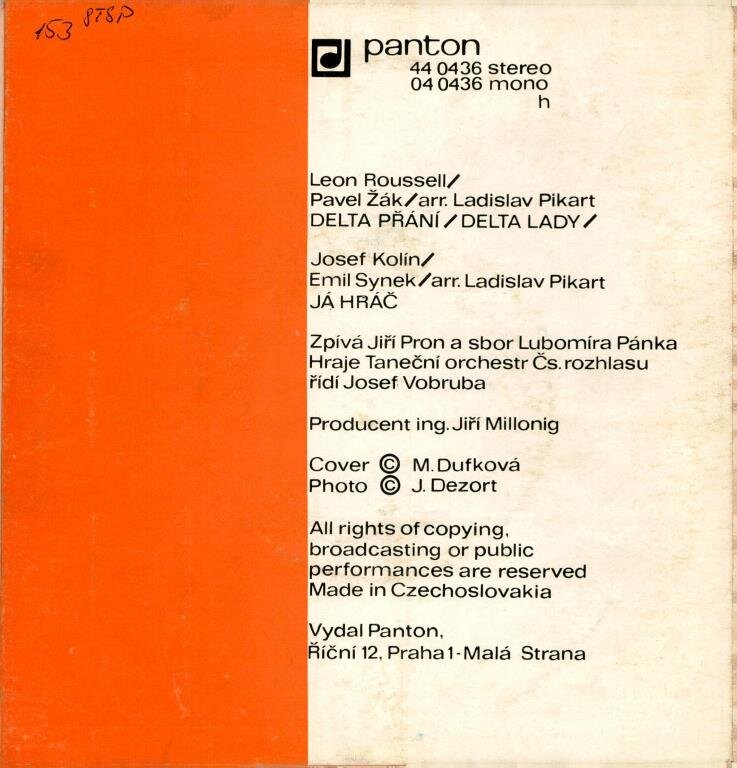 153 8T8P
panton
44 0436 stereo
04 0436 mono
h
Leon Roussell/
Pavel Žák/arr. Ladislav Pikart
DELTA PŘÁNÍ/DELTA LADY/
Josef Kolín/
Emil Synek/arr. Ladislav Pikart
JÁ HRÁČ
Zpívá Jiří Pron a sbor Lubomíra Pánka
Hraje Taneční orchestr Čs. rozhlasu
řídí Josef Vobruba
Producent ing. Jiří Millonig
Cover © M. Dufková
Photo © J. Dezort
All rights of copying,
broadcasting or public
performances are reserved
Made in Czechoslovakia
Vydal Panton,
Říční 12, Praha 1 - Malá Strana